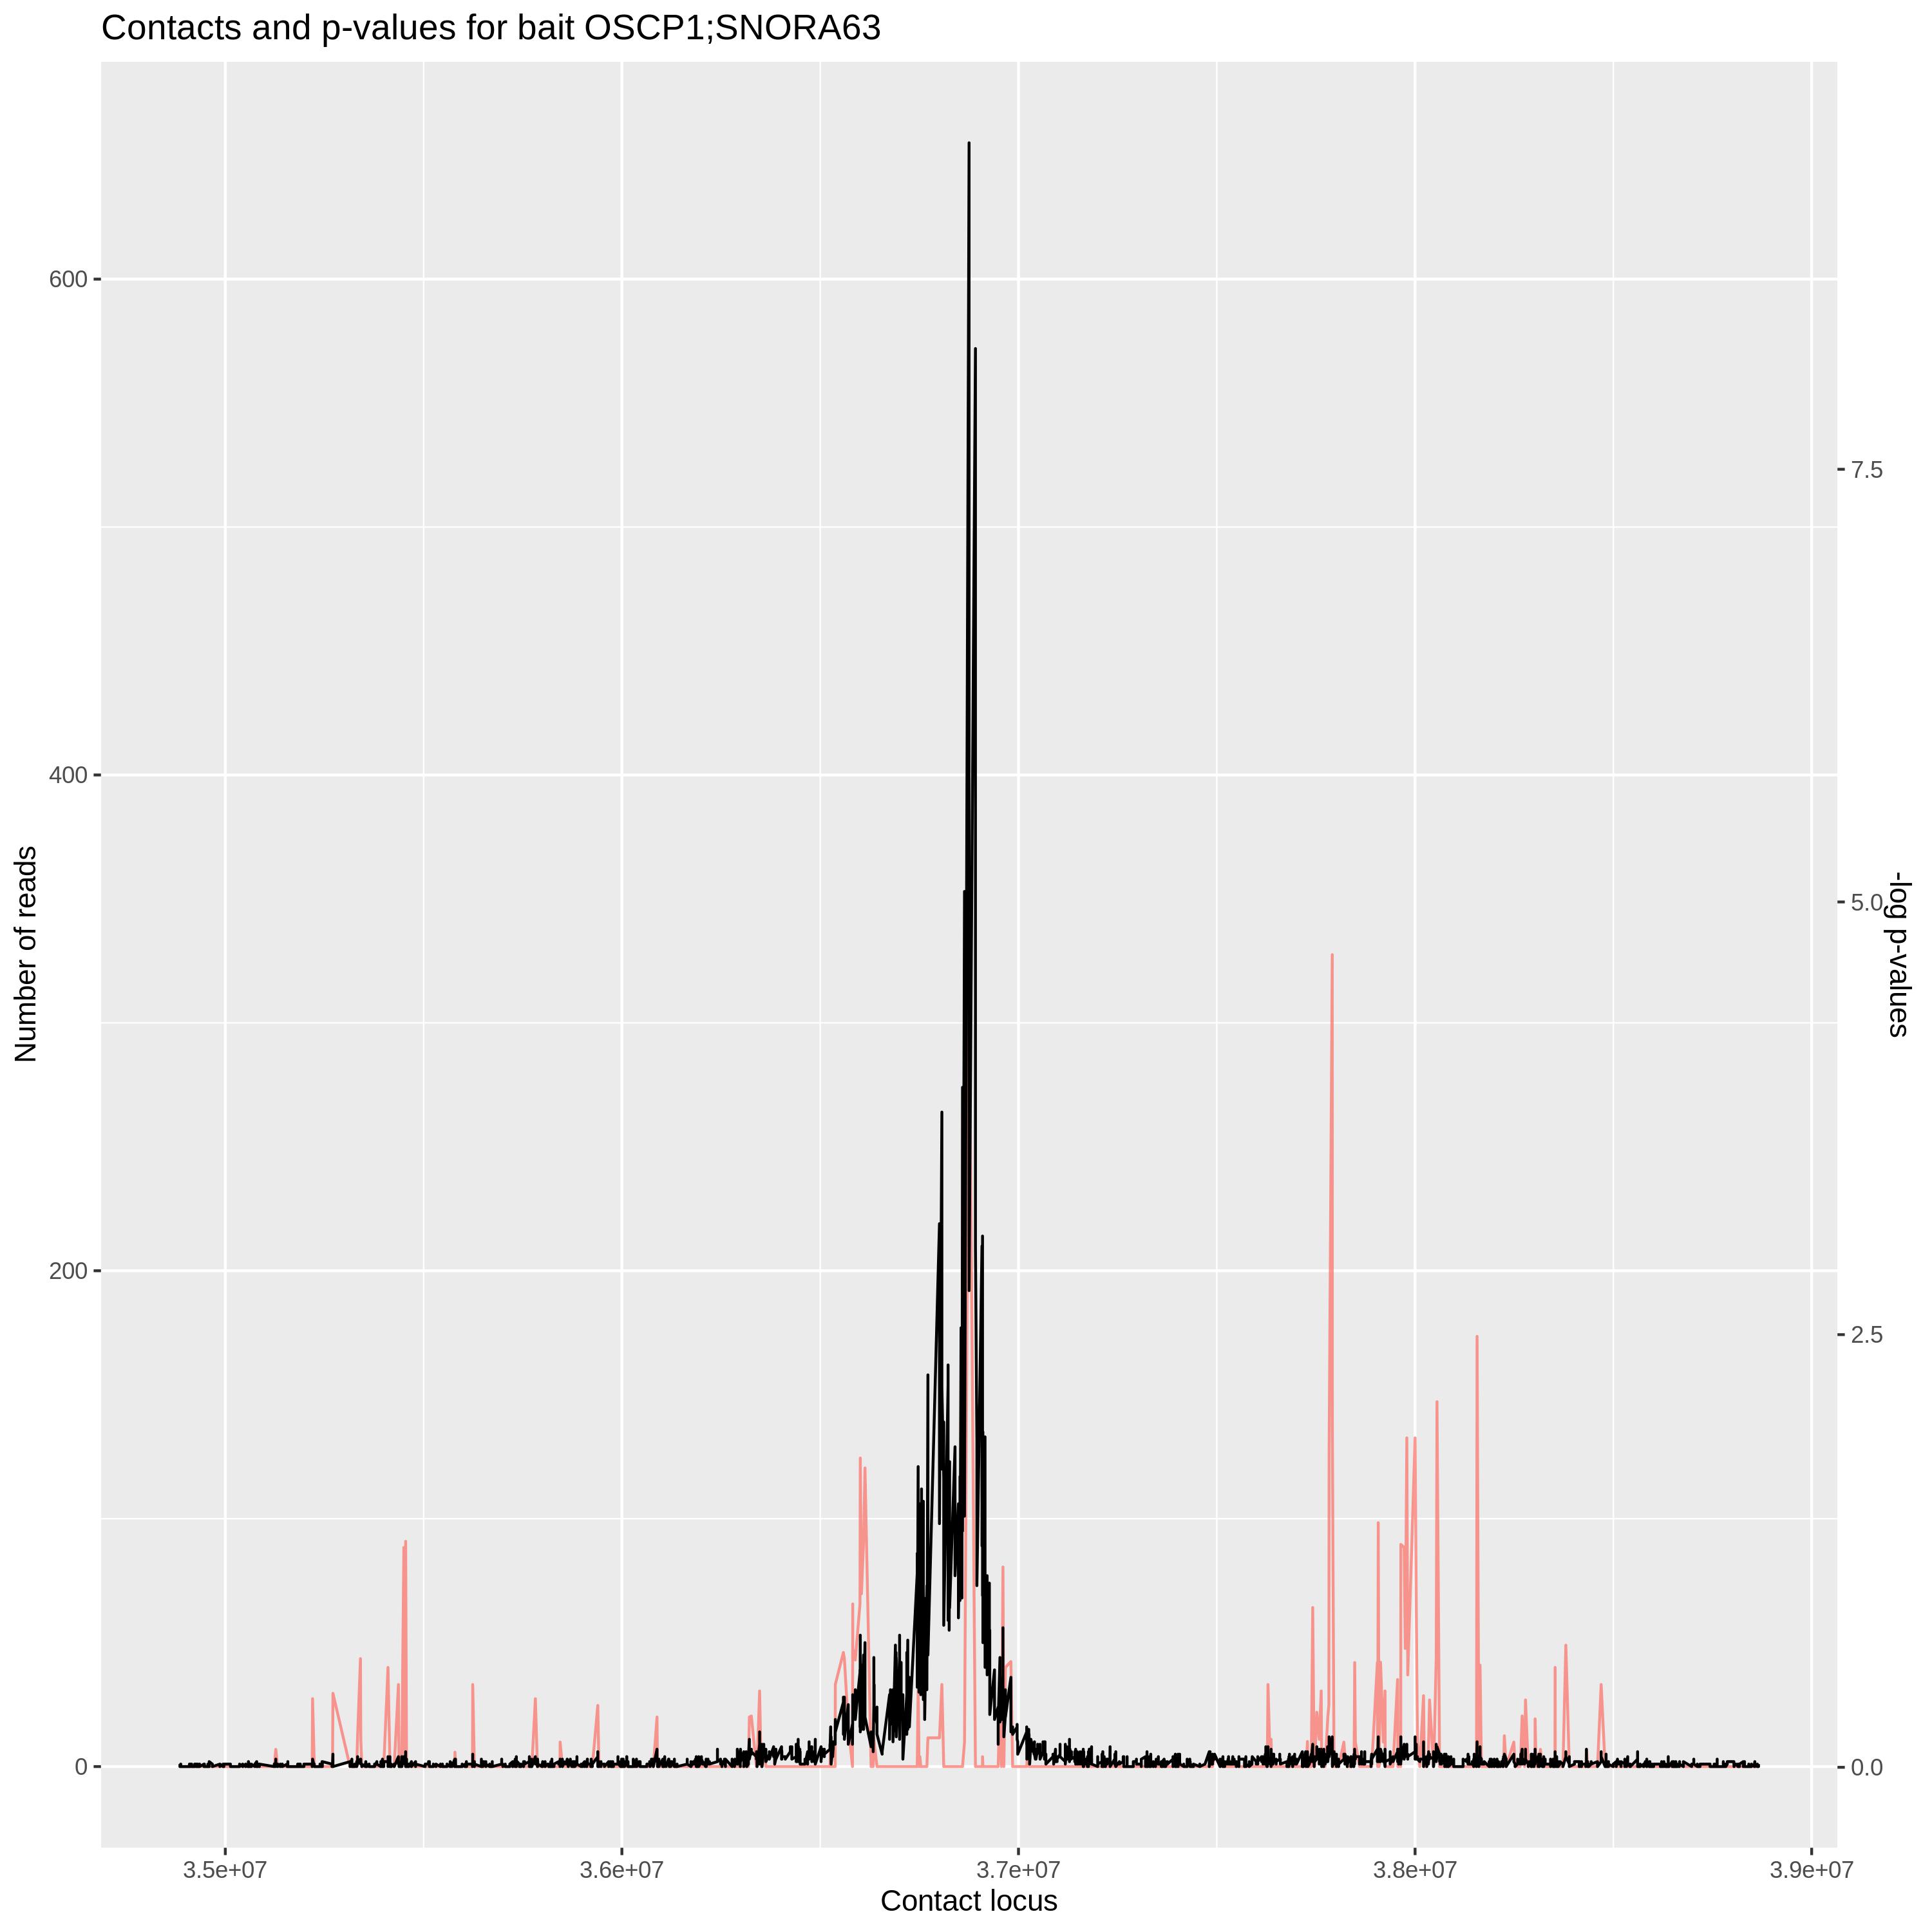 Contacts and p-values for bait OSCP1;SNORA63
600
400
200
0
Number of reads
7.5
5.0
2.5
0.0
-log p-values
3.5e+07
3.6e+07
3.7e+07
3.8e+07
3.9e+07
Contact locus